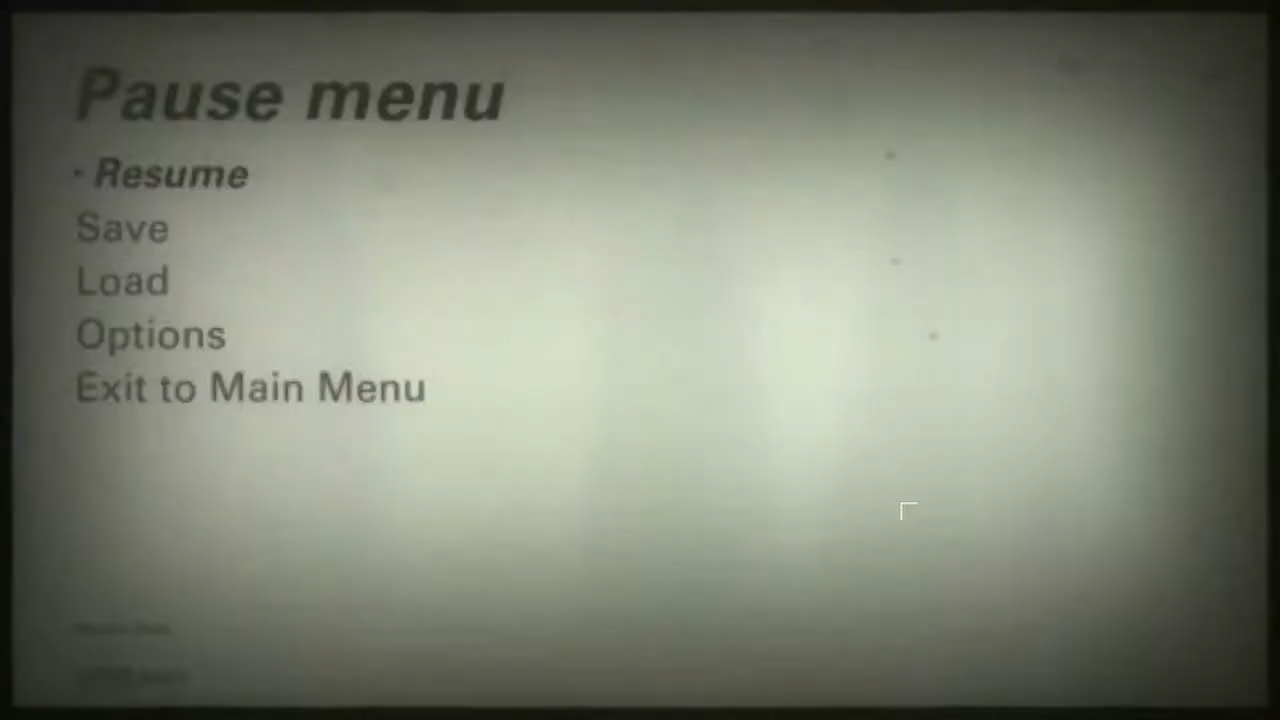 Pause menu
· Resume
Save
Load
Options
Exit to Main Menu